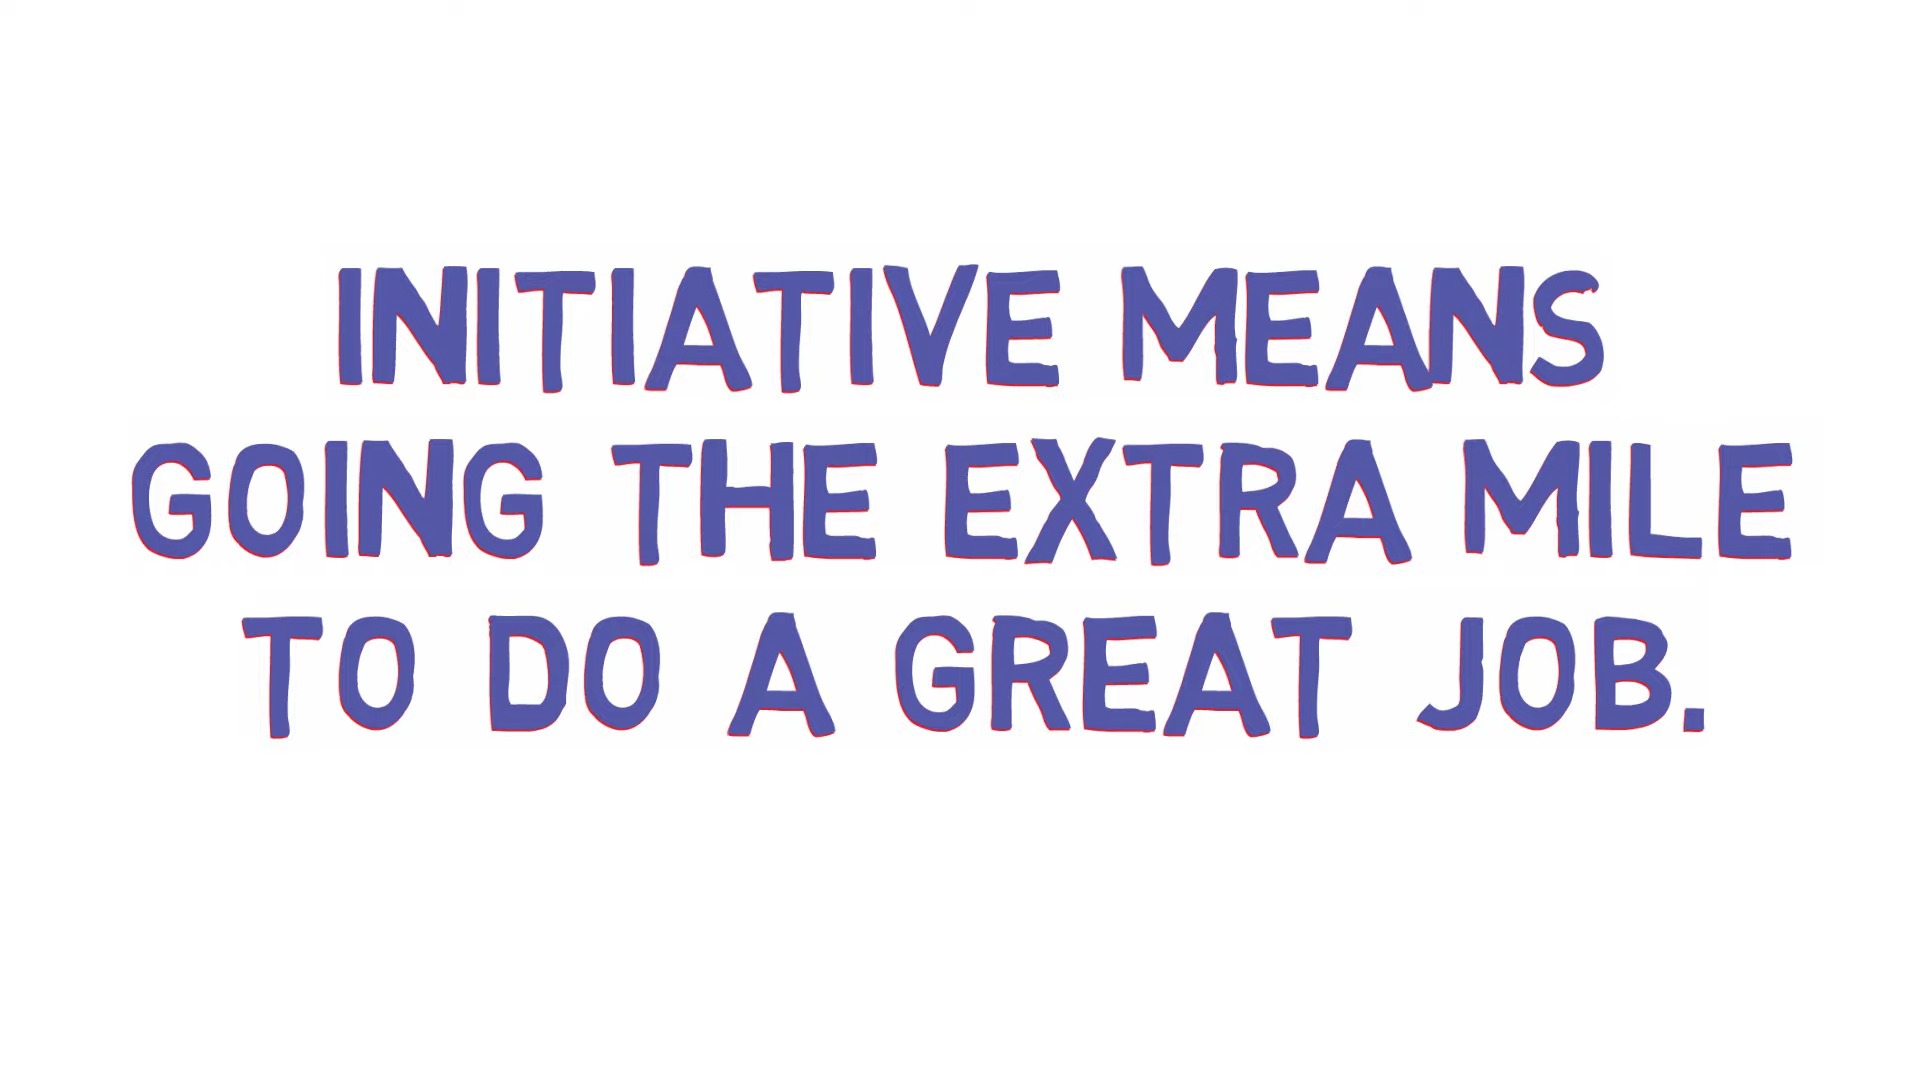 INITIATIVE MEANS
GOING THE EXTRA MILE
TO DO A GREAT JOB.